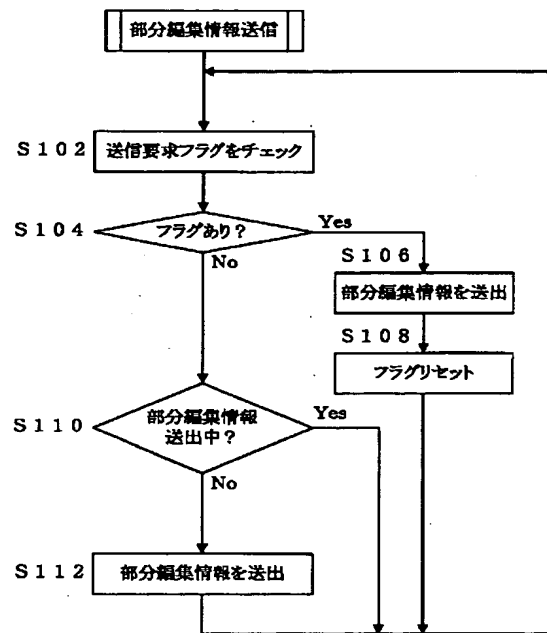 部分編集情報送信
S102
送信要求フラグをチェック
S104
フラグあり?
Yes
No
S106
部分編集情報を送出
S108
フラグリセット
S110
部分編集情報
送出中?
Yes
No
S112
部分編集情報を送出